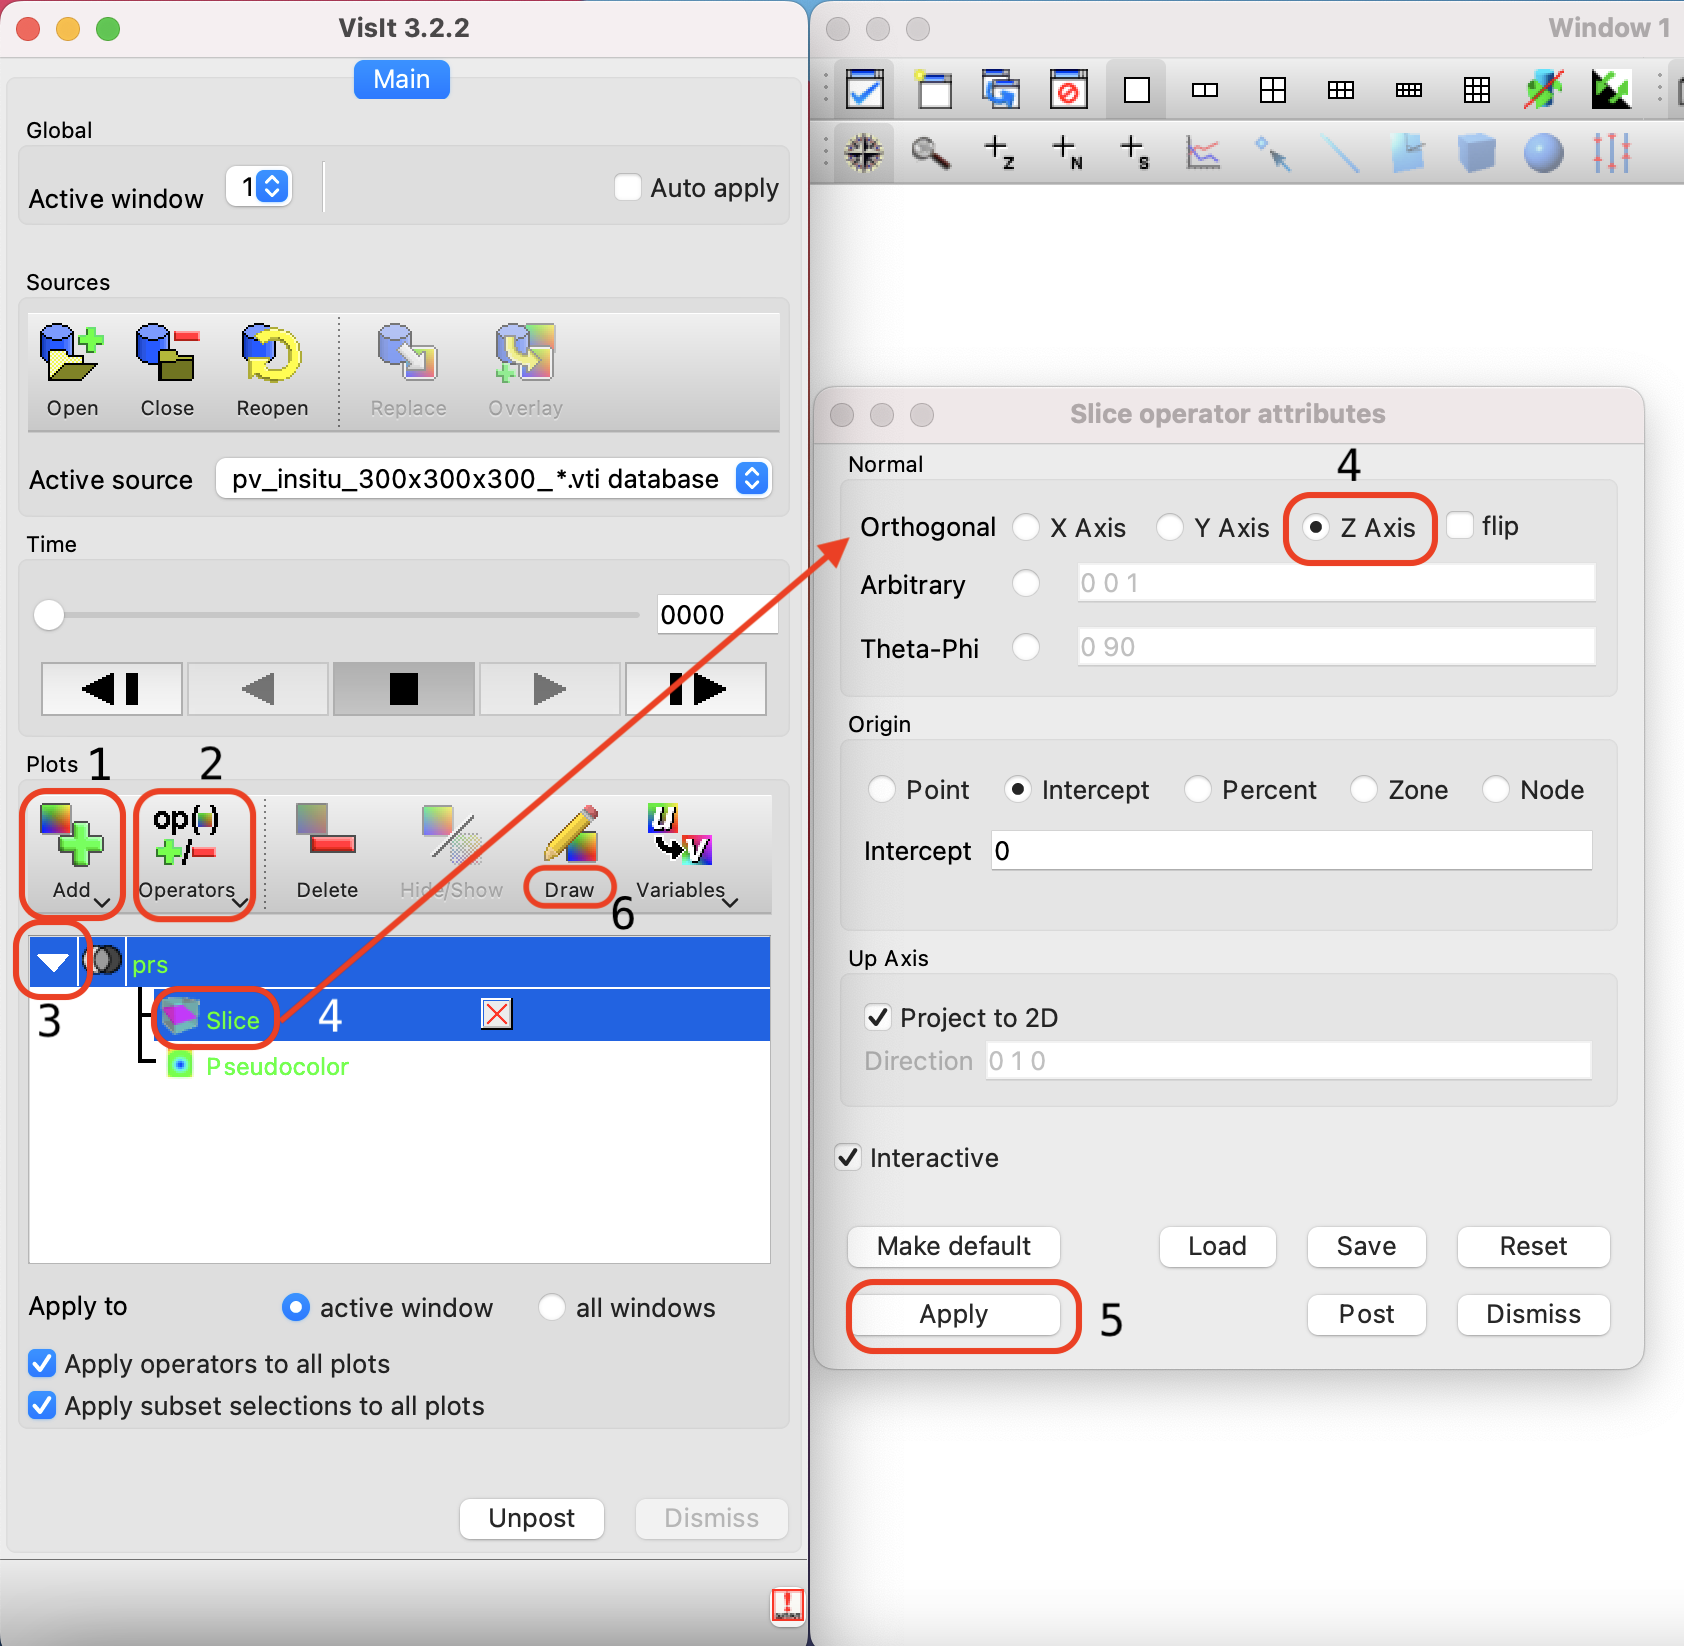 VisIt 3.2.2
Main
Global
Active window 1 Auto apply
Sources
Open Close Reopen Replace Overlay
Active source pv_insitu_300x300x300_*.vti database
Time
0000
Plots 1 2
op(·) +/−
Add Operators Delete Hide/Show Draw Variables
6
prs
3 Slice 4
Pseudocolor
Apply to active window all windows
Apply operators to all plots
Apply subset selections to all plots
Unpost Dismiss
Window 1
Z N S
Slice operator attributes
Normal 4
Orthogonal X Axis Y Axis Z Axis flip
Arbitrary 0 0 1
Theta-Phi 0 90
Origin
Point Intercept Percent Zone Node
Intercept 0
Up Axis
Project to 2D
Direction 0 1 0
Interactive
Make default Load Save Reset
Apply 5 Post Dismiss